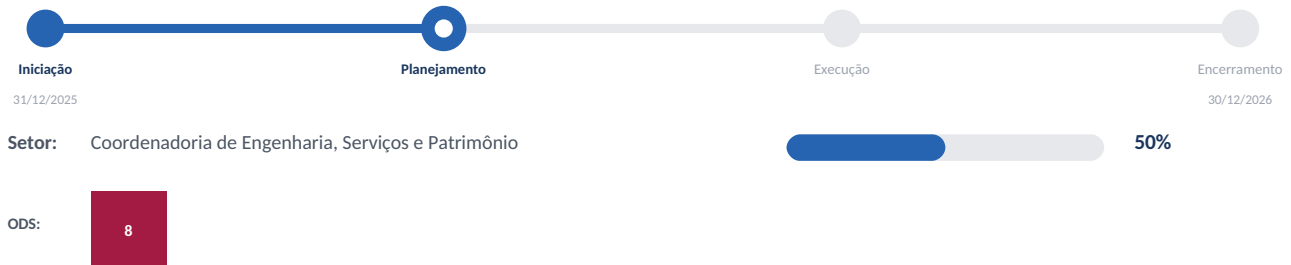 Iniciação Planejamento Execução Encerramento
31/12/2025 30/12/2026
Setor: Coordenadoria de Engenharia, Serviços e Patrimônio 50%
ODS: 8